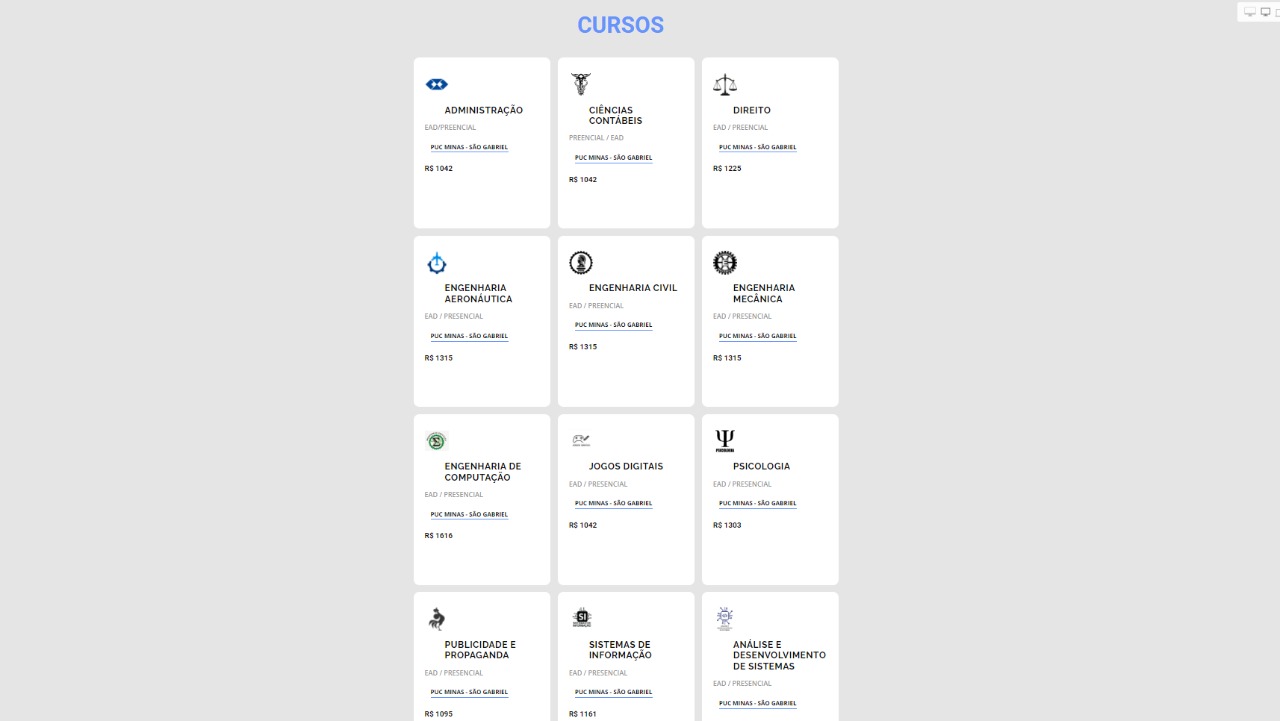 CURSOS
ADMINISTRAÇÃO
EAD/PREENCIAL
PUC MINAS - SÃO GABRIEL
R$ 1042
CIÊNCIAS
CONTÁBEIS
PREENCIAL / EAD
PUC MINAS - SÃO GABRIEL
R$ 1042
DIREITO
EAD / PREENCIAL
PUC MINAS - SÃO GABRIEL
R$ 1225
ENGENHARIA
AERONÁUTICA
EAD / PRESENCIAL
PUC MINAS - SÃO GABRIEL
R$ 1315
ENGENHARIA CIVIL
EAD / PREENCIAL
PUC MINAS - SÃO GABRIEL
R$ 1315
ENGENHARIA
MECÂNICA
EAD / PRESENCIAL
PUC MINAS - SÃO GABRIEL
R$ 1315
ENGENHARIA DE
COMPUTAÇÃO
EAD / PRESENCIAL
PUC MINAS - SÃO GABRIEL
R$ 1616
JOGOS DIGITAIS
EAD / PRESENCIAL
PUC MINAS - SÃO GABRIEL
R$ 1042
PSICOLOGIA
PSICOLOGIA
EAD / PRESENCIAL
PUC MINAS - SÃO GABRIEL
R$ 1303
PUBLICIDADE E
PROPAGANDA
EAD / PRESENCIAL
PUC MINAS - SÃO GABRIEL
R$ 1095
SI
SISTEMAS DE
INFORMAÇÃO
EAD / PRESENCIAL
PUC MINAS - SÃO GABRIEL
R$ 1161
ANÁLISE E
DESENVOLVIMENTO
DE SISTEMAS
EAD / PRESENCIAL
PUC MINAS - SÃO GABRIEL